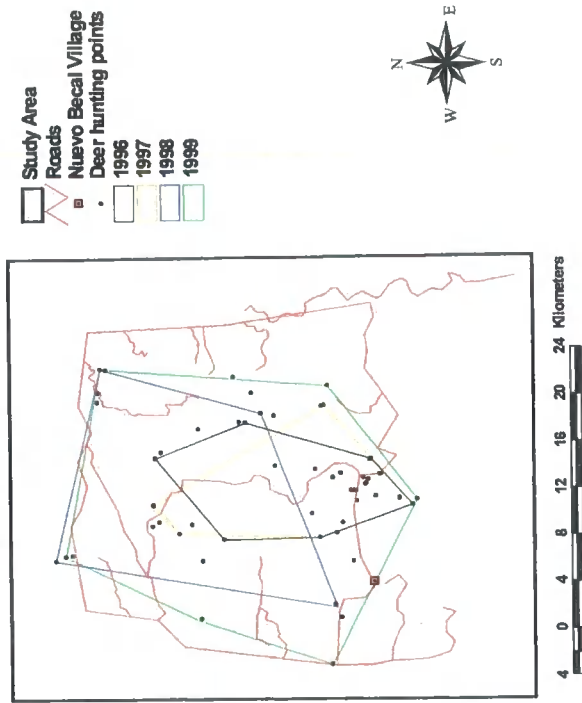 Study Area
Roads
Nuevo Becal Village
Deer hunting points
1996
1997
1998
1999
N
E
W
S
4 0 4 8 12 16 20 24 Kilometers